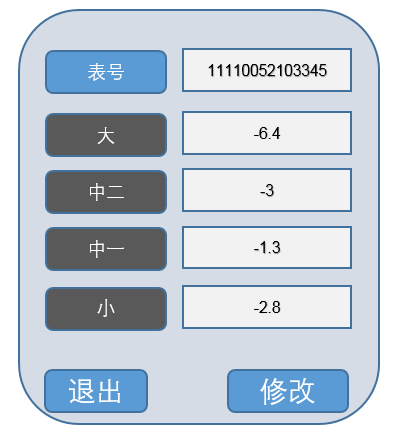 表号 11110052103345
大 -6.4
中二 -3
中一 -1.3
小 -2.8
退出 修改